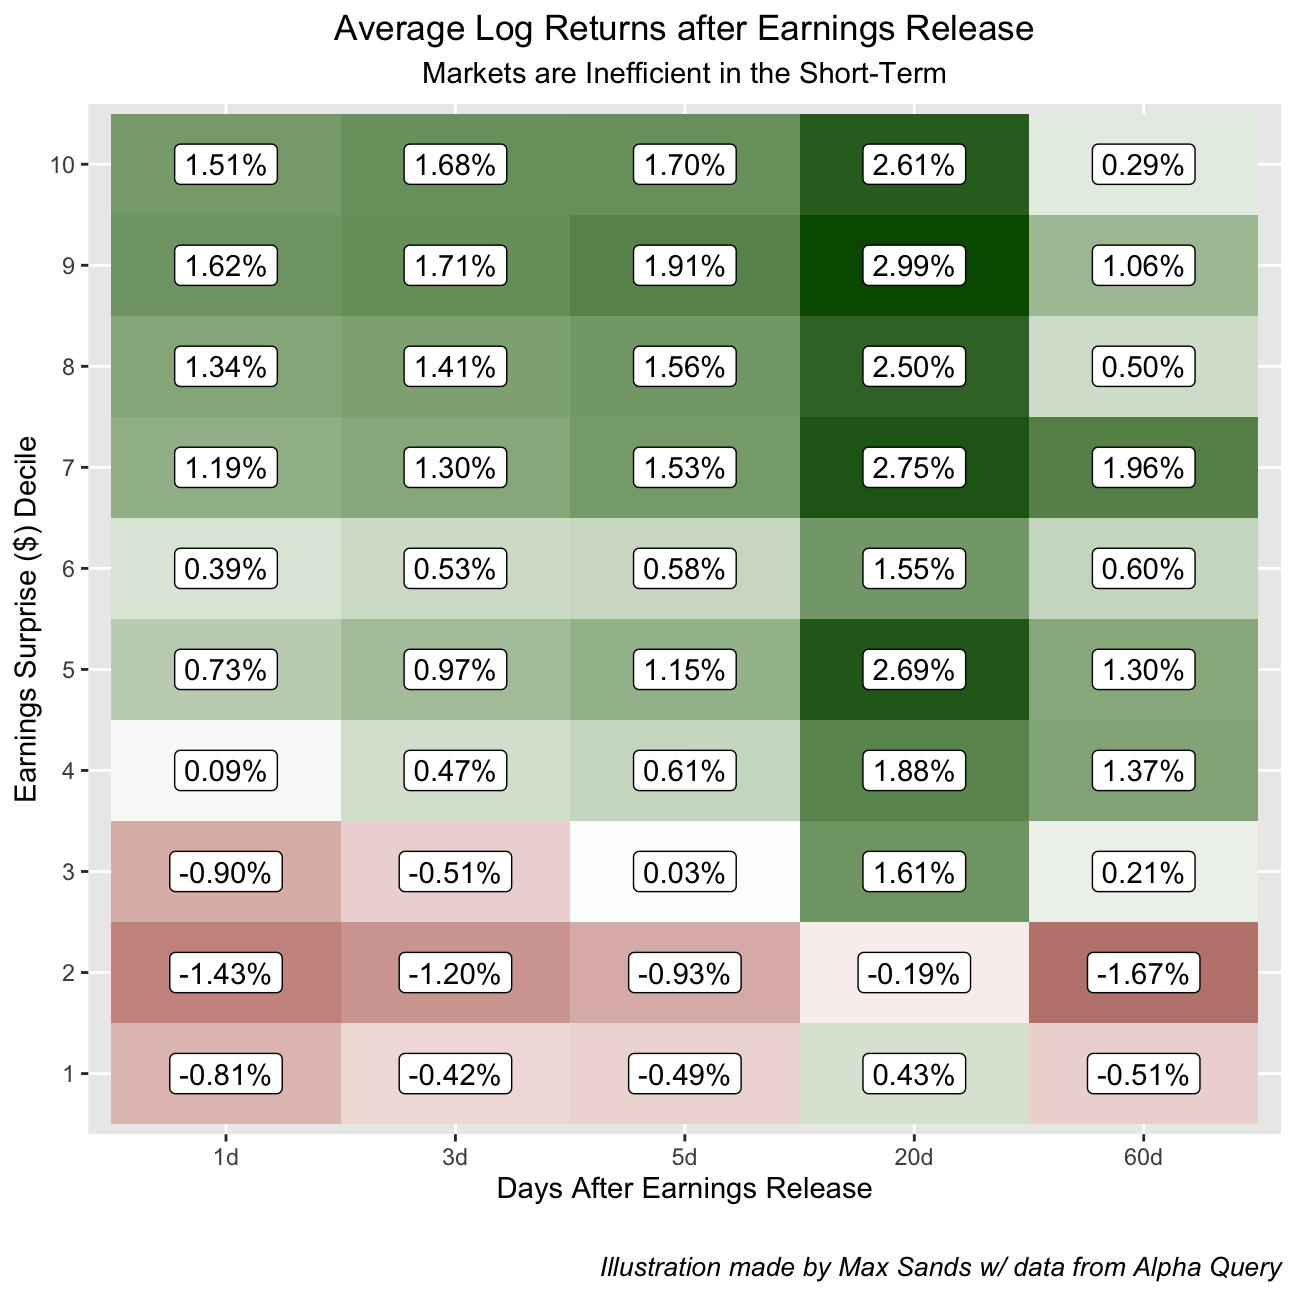 Average Log Returns after Earnings Release
Markets are Inefficient in the Short-Term
Earnings Surprise ($) Decile
10 1.51% 1.68% 1.70% 2.61% 0.29%
9 1.62% 1.71% 1.91% 2.99% 1.06%
8 1.34% 1.41% 1.56% 2.50% 0.50%
7 1.19% 1.30% 1.53% 2.75% 1.96%
6 0.39% 0.53% 0.58% 1.55% 0.60%
5 0.73% 0.97% 1.15% 2.69% 1.30%
4 0.09% 0.47% 0.61% 1.88% 1.37%
3 -0.90% -0.51% 0.03% 1.61% 0.21%
2 -1.43% -1.20% -0.93% -0.19% -1.67%
1 -0.81% -0.42% -0.49% 0.43% -0.51%
1d 3d 5d 20d 60d
Days After Earnings Release
Illustration made by Max Sands w/ data from Alpha Query